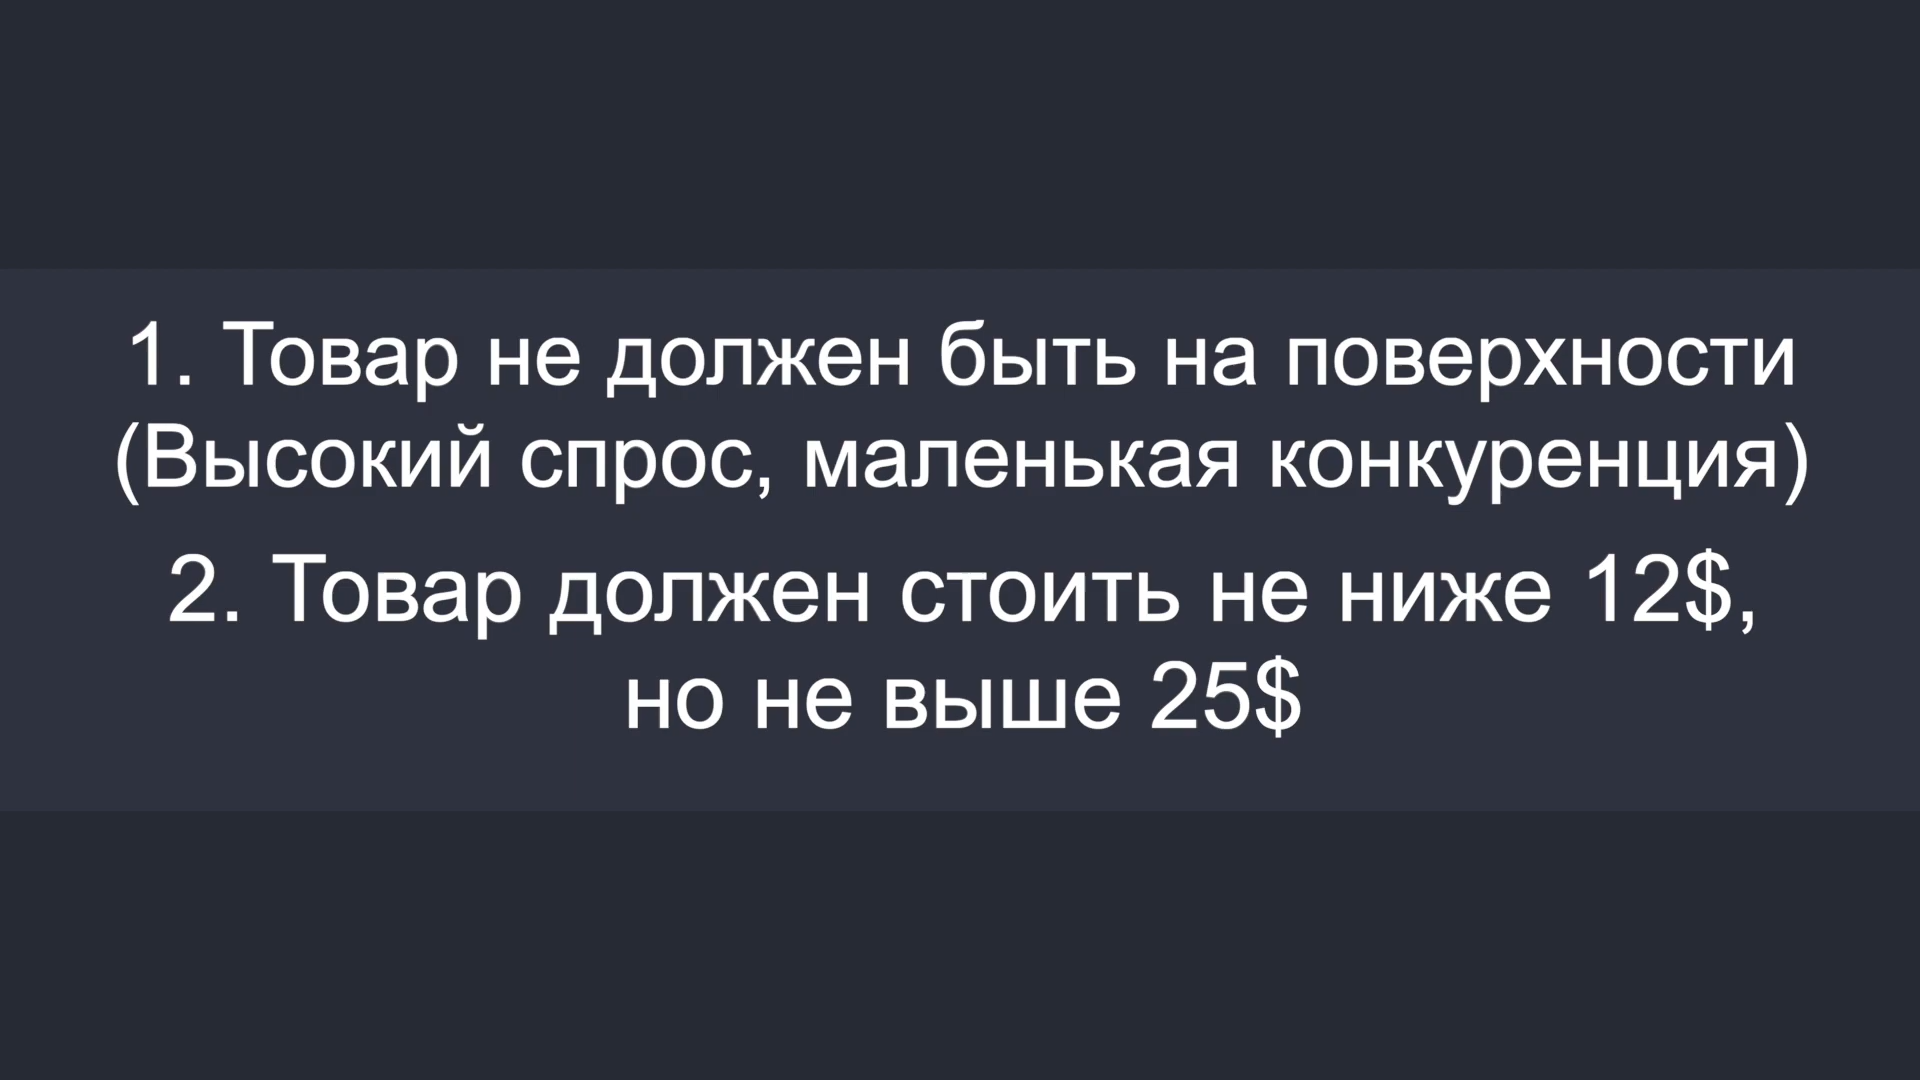 1. Товар не должен быть на поверхности
(Высокий спрос, маленькая конкуренция)
2. Товар должен стоить не ниже 12$,
но не выше 25$